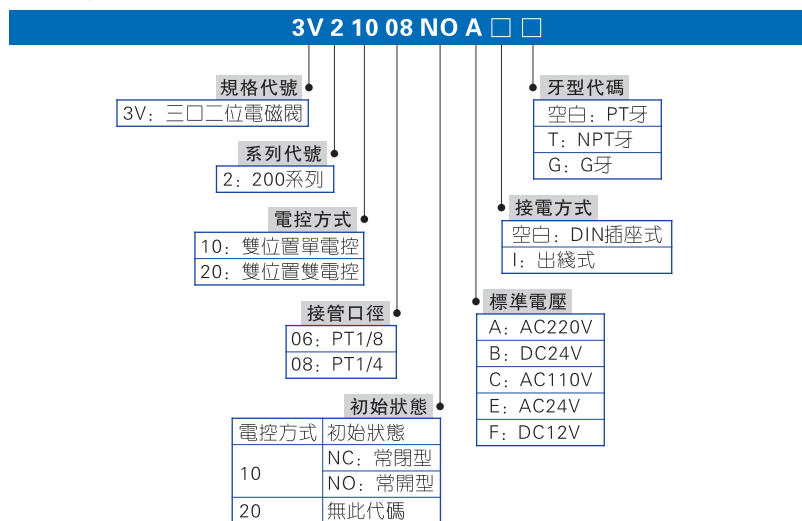 3V 2 10 08 NO A □ □
規格代號
3V: 三口二位電磁閥
系列代號
2: 200系列
電控方式
10: 雙位置單電控
20: 雙位置雙電控
接管口徑
06: PT1/8
08: PT1/4
初始狀態
電控方式 初始狀態
10
NC: 常閉型
NO: 常開型
20 無此代碼
牙型代碼
空白: PT牙
T: NPT牙
G: G牙
接電方式
空白: DIN插座式
I: 出綫式
標準電壓
A: AC220V
B: DC24V
C: AC110V
E: AC24V
F: DC12V